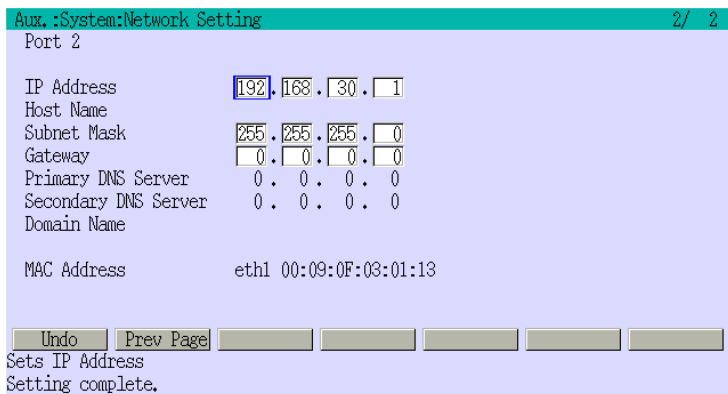 Aux.:System:Network Setting 2/ 2
Port 2
IP Address 192. 168. 30. 1
Host Name
Subnet Mask 255. 255. 255. 0
Gateway 0. 0. 0. 0
Primary DNS Server 0. 0. 0. 0
Secondary DNS Server 0. 0. 0. 0
Domain Name
MAC Address eth1 00:09:0F:03:01:13
Undo Prev Page
Sets IP Address
Setting complete.